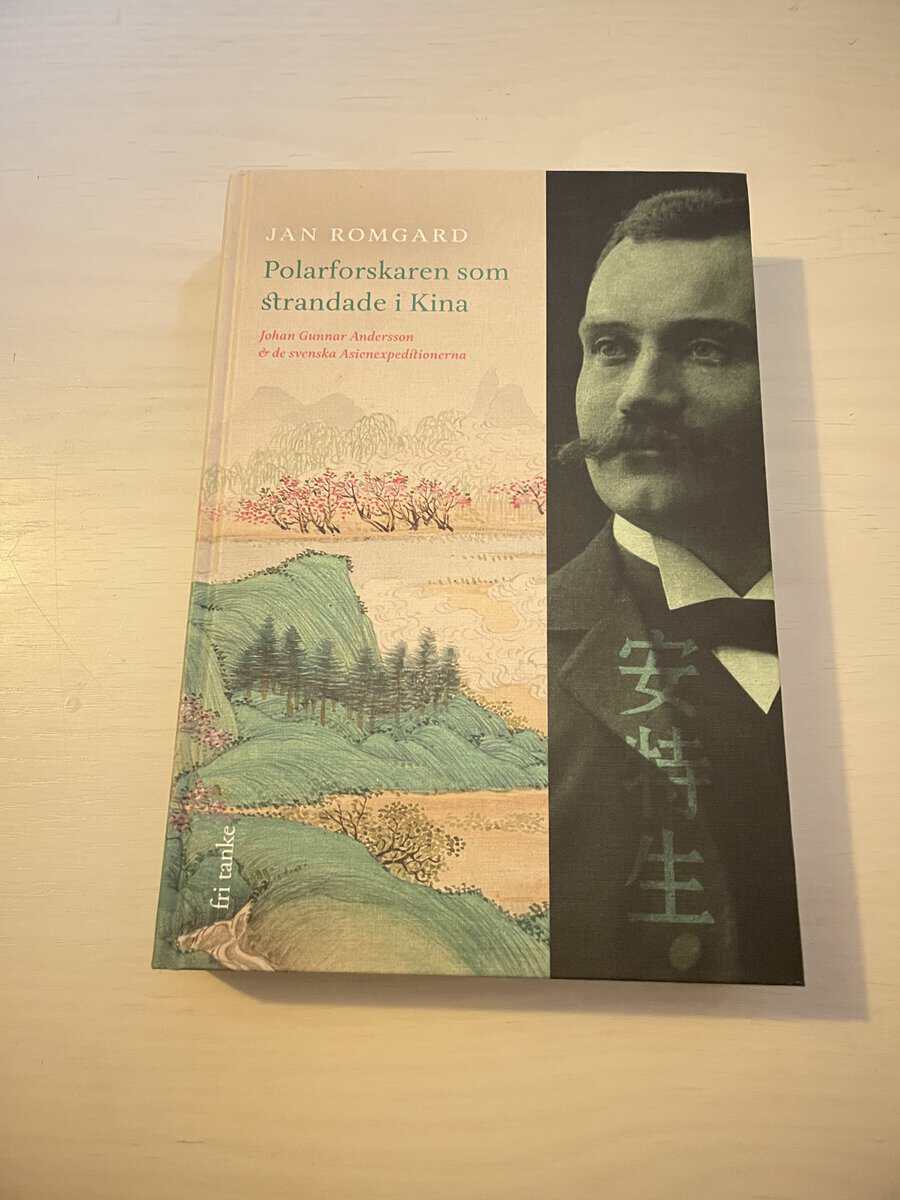 JAN ROMGARD
Polarforskaren som
strandade i Kina
Johan Gunnar Andersson
& de svenska Asienexpeditionerna
安特生
fri tanke